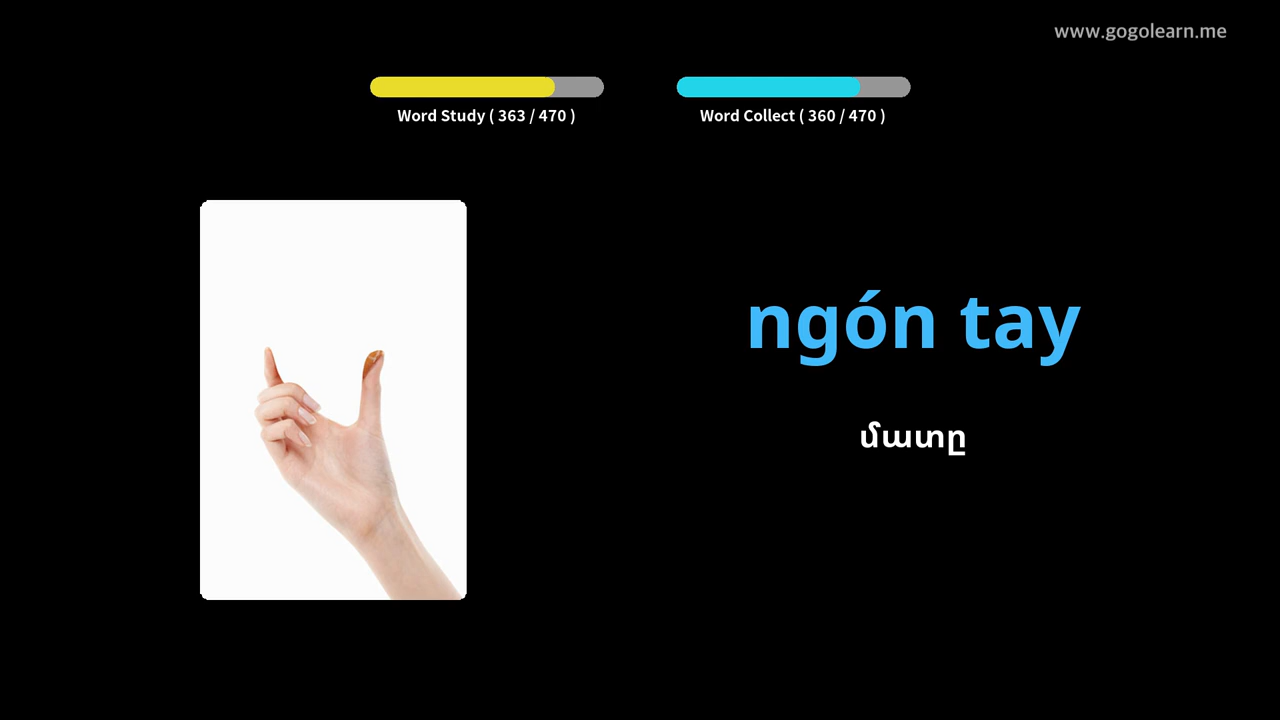 www.gogolearn.me
Word Study ( 363 / 470 )
Word Collect ( 360 / 470 )
ngón tay
մատը